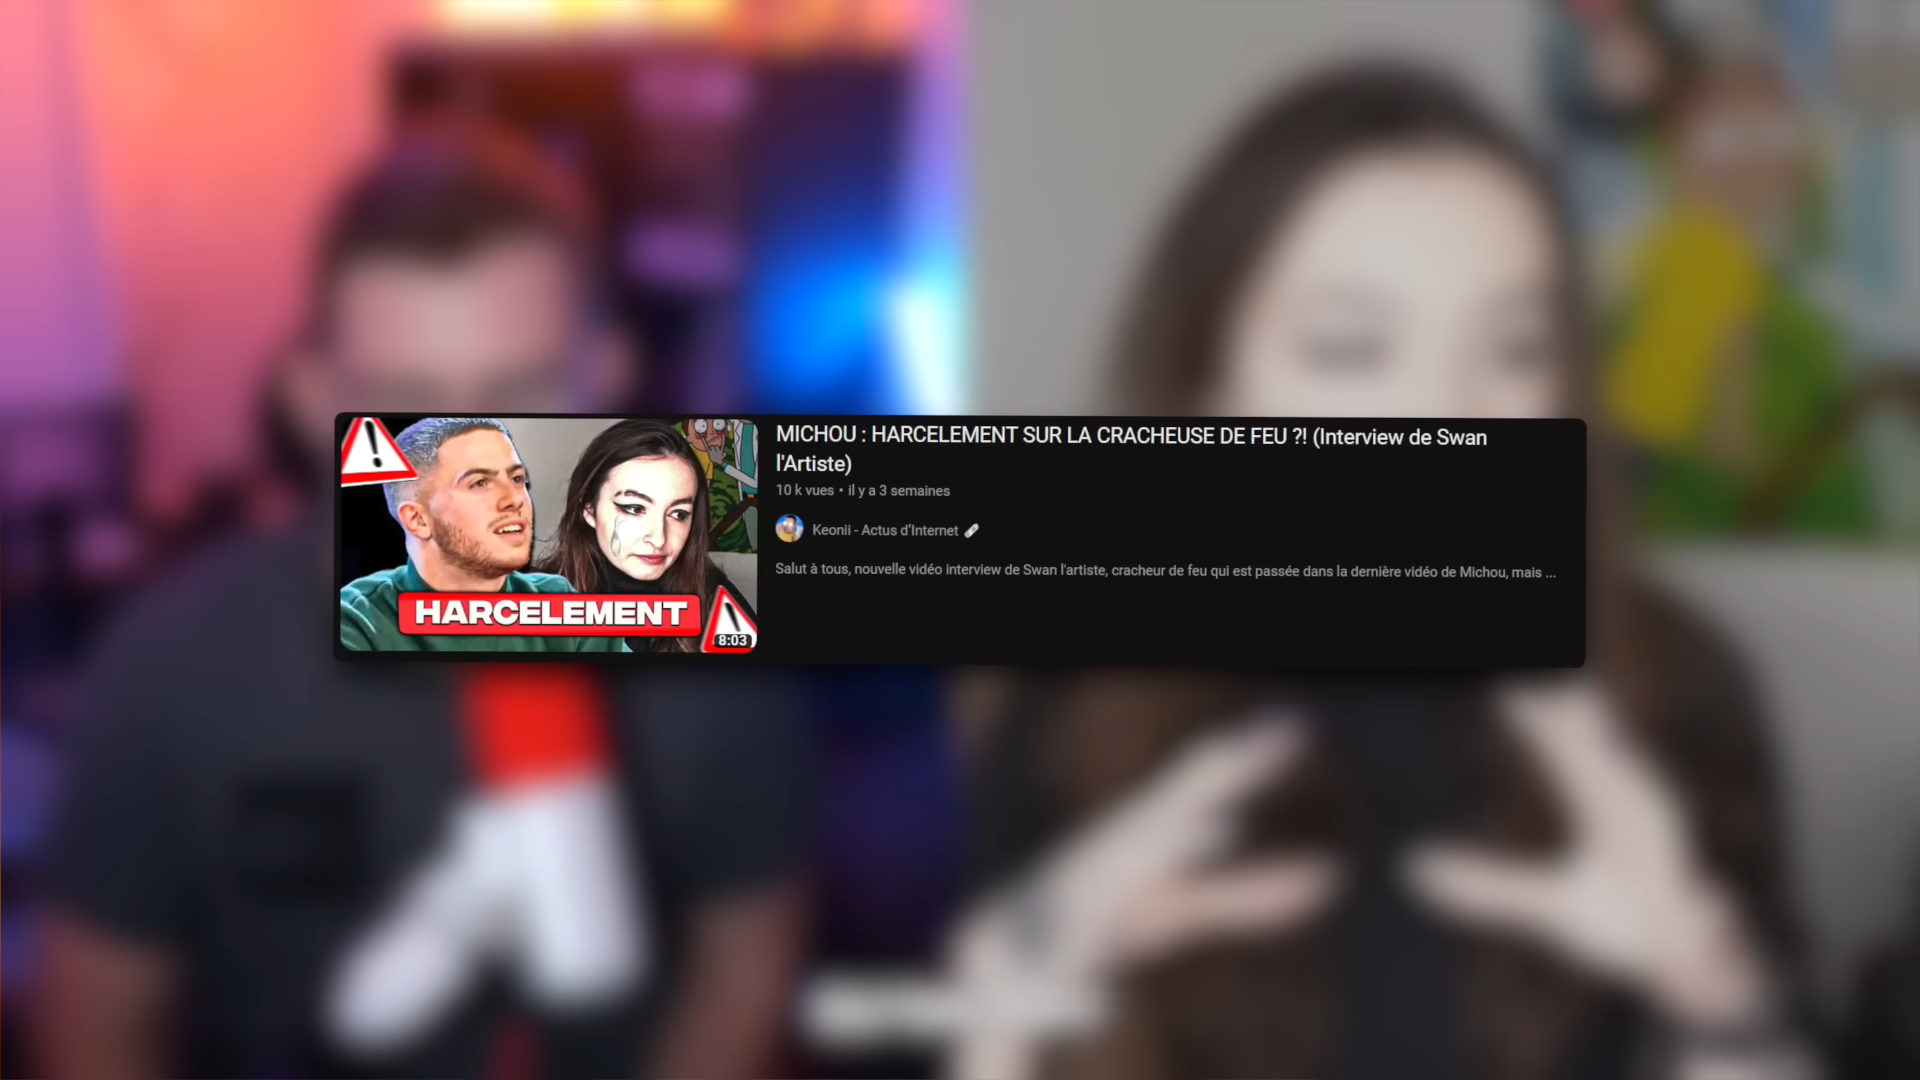 MICHOU : HARCELEMENT SUR LA CRACHEUSE DE FEU ?! (Interview de Swan
l'Artiste)
10 k vues • il y a 3 semaines
Keonii - Actus d'Internet
Salut à tous, nouvelle vidéo interview de Swan l'artiste, cracheur de feu qui est passée dans la dernière vidéo de Michou, mais ...
HARCELEMENT
8:03